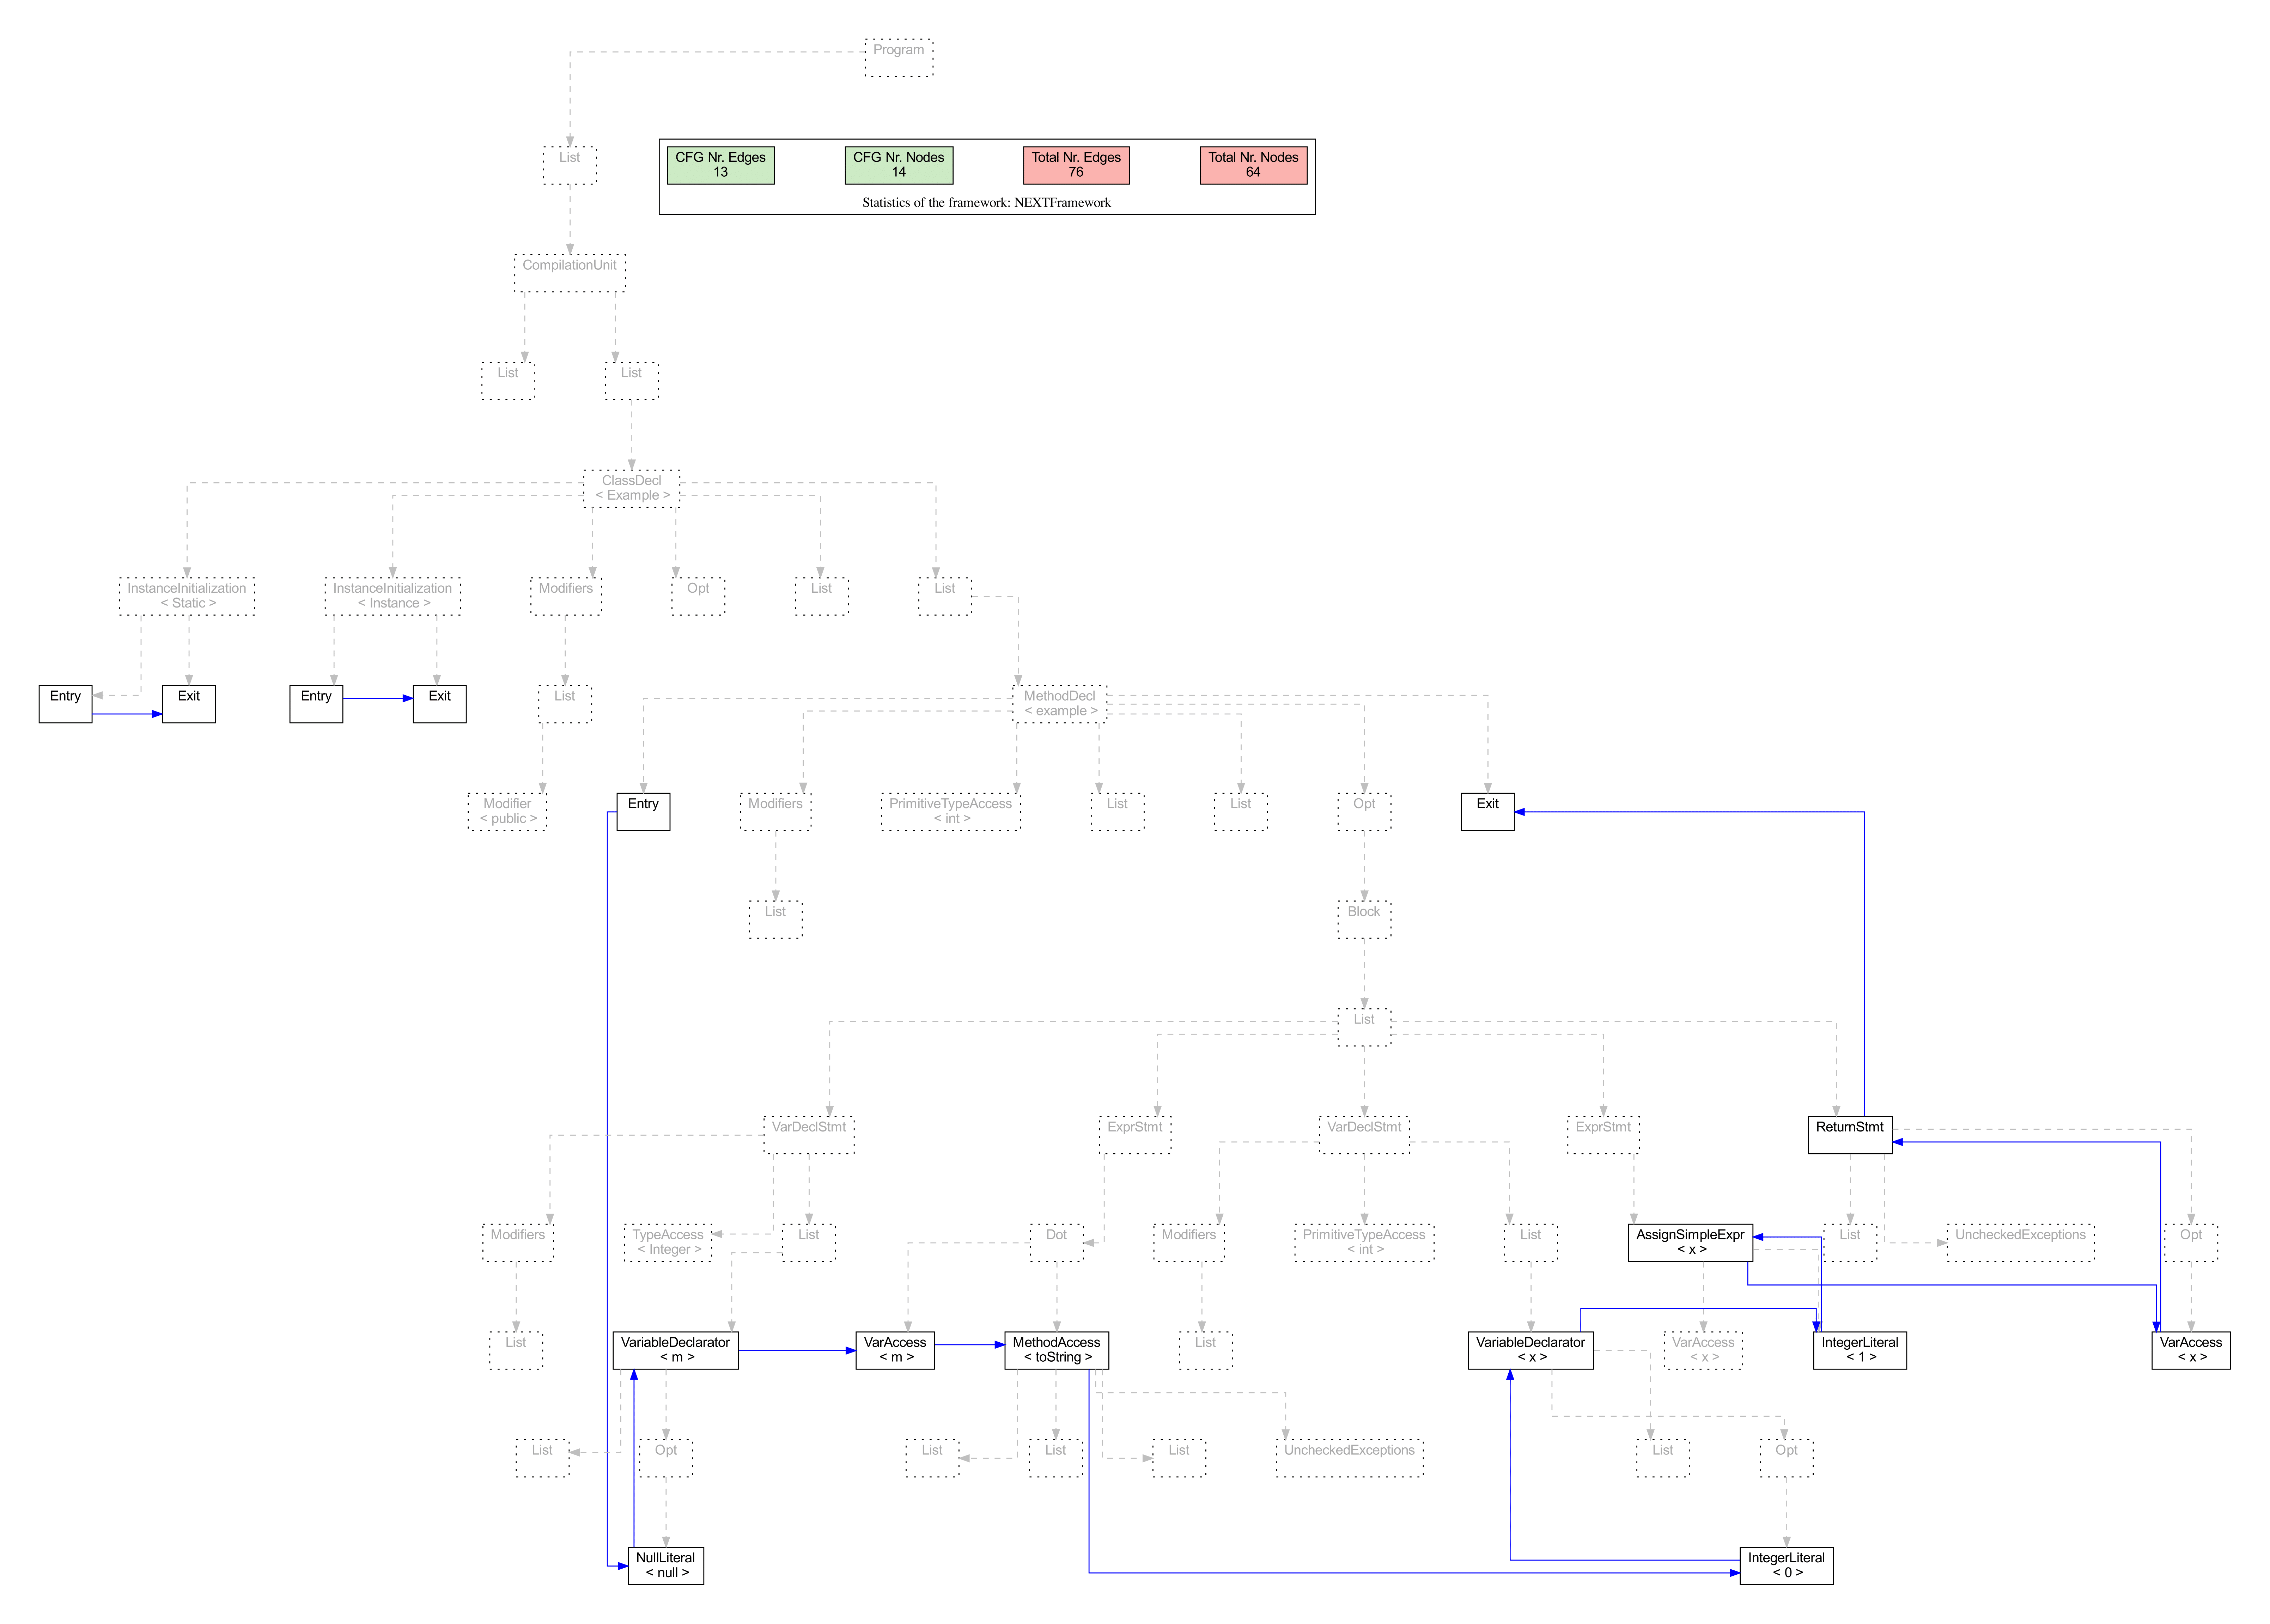 Program
List
CFG Nr. Edges
13
CFG Nr. Nodes
14
Total Nr. Edges
76
Total Nr. Nodes
64
Statistics of the framework: NEXTFramework
CompilationUnit
List
List
ClassDecl
< Example >
InstanceInitialization
< Static >
InstanceInitialization
< Instance >
Modifiers
Opt
List
List
Entry
Exit
Entry
Exit
List
MethodDecl
< example >
Modifier
< public >
Entry
Modifiers
PrimitiveTypeAccess
< int >
List
List
Opt
Exit
List
Block
List
VarDeclStmt
ExprStmt
VarDeclStmt
ExprStmt
ReturnStmt
Modifiers
TypeAccess
< Integer >
List
Dot
Modifiers
PrimitiveTypeAccess
< int >
List
AssignSimpleExpr
< x >
List
UncheckedExceptions
Opt
List
VariableDeclarator
< m >
VarAccess
< m >
MethodAccess
< toString >
List
VariableDeclarator
< x >
VarAccess
< x >
IntegerLiteral
< 1 >
VarAccess
< x >
List
Opt
List
List
List
UncheckedExceptions
List
Opt
NullLiteral
< null >
IntegerLiteral
< 0 >